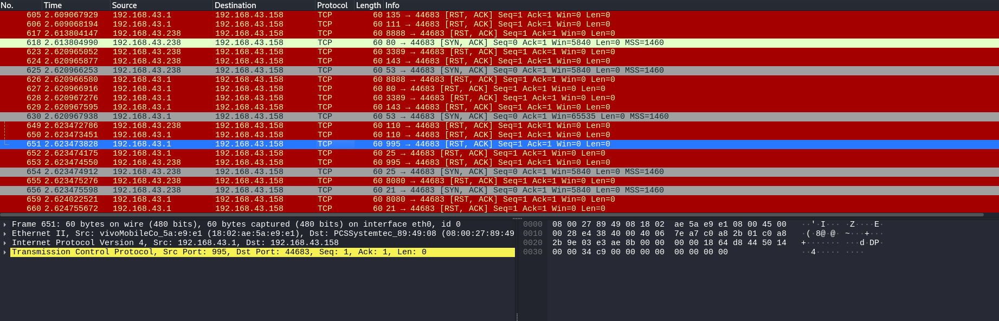 No. Time Source Destination Protocol Length Info
605 2.609067929 192.168.43.1 192.168.43.158 TCP 60 135 → 44683 [RST, ACK] Seq=1 Ack=1 Win=0 Len=0
606 2.609068194 192.168.43.1 192.168.43.158 TCP 60 111 → 44683 [RST, ACK] Seq=1 Ack=1 Win=0 Len=0
617 2.613804147 192.168.43.238 192.168.43.158 TCP 60 8888 → 44683 [RST, ACK] Seq=1 Ack=1 Win=0 Len=0
618 2.613804990 192.168.43.238 192.168.43.158 TCP 60 80 → 44683 [SYN, ACK] Seq=0 Ack=1 Win=5840 Len=0 MSS=1460
623 2.620965052 192.168.43.238 192.168.43.158 TCP 60 3389 → 44683 [RST, ACK] Seq=1 Ack=1 Win=0 Len=0
624 2.620965877 192.168.43.238 192.168.43.158 TCP 60 143 → 44683 [RST, ACK] Seq=1 Ack=1 Win=0 Len=0
625 2.620966253 192.168.43.238 192.168.43.158 TCP 60 53 → 44683 [SYN, ACK] Seq=0 Ack=1 Win=5840 Len=0 MSS=1460
626 2.620966580 192.168.43.1 192.168.43.158 TCP 60 8888 → 44683 [RST, ACK] Seq=1 Ack=1 Win=0 Len=0
627 2.620966916 192.168.43.1 192.168.43.158 TCP 60 80 → 44683 [RST, ACK] Seq=1 Ack=1 Win=0 Len=0
628 2.620967276 192.168.43.1 192.168.43.158 TCP 60 3389 → 44683 [RST, ACK] Seq=1 Ack=1 Win=0 Len=0
629 2.620967595 192.168.43.1 192.168.43.158 TCP 60 143 → 44683 [RST, ACK] Seq=1 Ack=1 Win=0 Len=0
630 2.620967938 192.168.43.1 192.168.43.158 TCP 60 53 → 44683 [SYN, ACK] Seq=0 Ack=1 Win=65535 Len=0 MSS=1460
649 2.623472786 192.168.43.238 192.168.43.158 TCP 60 110 → 44683 [RST, ACK] Seq=1 Ack=1 Win=0 Len=0
650 2.623473451 192.168.43.1 192.168.43.158 TCP 60 110 → 44683 [RST, ACK] Seq=1 Ack=1 Win=0 Len=0
651 2.623473828 192.168.43.1 192.168.43.158 TCP 60 995 → 44683 [RST, ACK] Seq=1 Ack=1 Win=0 Len=0
652 2.623474175 192.168.43.1 192.168.43.158 TCP 60 25 → 44683 [RST, ACK] Seq=1 Ack=1 Win=0 Len=0
653 2.623474550 192.168.43.238 192.168.43.158 TCP 60 995 → 44683 [RST, ACK] Seq=1 Ack=1 Win=0 Len=0
654 2.623474912 192.168.43.238 192.168.43.158 TCP 60 25 → 44683 [SYN, ACK] Seq=0 Ack=1 Win=5840 Len=0 MSS=1460
655 2.623475276 192.168.43.238 192.168.43.158 TCP 60 8080 → 44683 [RST, ACK] Seq=1 Ack=1 Win=0 Len=0
656 2.623475598 192.168.43.238 192.168.43.158 TCP 60 21 → 44683 [SYN, ACK] Seq=0 Ack=1 Win=5840 Len=0 MSS=1460
659 2.624022521 192.168.43.1 192.168.43.158 TCP 60 8080 → 44683 [RST, ACK] Seq=1 Ack=1 Win=0 Len=0
660 2.624755672 192.168.43.1 192.168.43.158 TCP 60 21 → 44683 [RST, ACK] Seq=1 Ack=1 Win=0 Len=0
Frame 651: 60 bytes on wire (480 bits), 60 bytes captured (480 bits) on interface eth0, id 0
Ethernet II, Src: vivoMobileCo_5a:e9:e1 (18:02:ae:5a:e9:e1), Dst: PCSSystemtec_89:49:08 (08:00:27:89:49
Internet Protocol Version 4, Src: 192.168.43.1, Dst: 192.168.43.158
Transmission Control Protocol, Src Port: 995, Dst Port: 44683, Seq: 1, Ack: 1, Len: 0
0000 08 00 27 89 49 08 18 02 ae 5a e9 e1 08 00 45 00 ··'·I··· ·Z····E·
0010 00 28 e4 38 40 00 40 06 7e a7 c0 a8 2b 01 c0 a8 ·(·8@·@· ~···+···
0020 2b 9e 03 e3 ae 8b 00 00 00 00 18 64 d8 44 50 14 +······· ···d·DP·
0030 00 00 34 c9 00 00 00 00 00 00 00 00 ··4····· ····